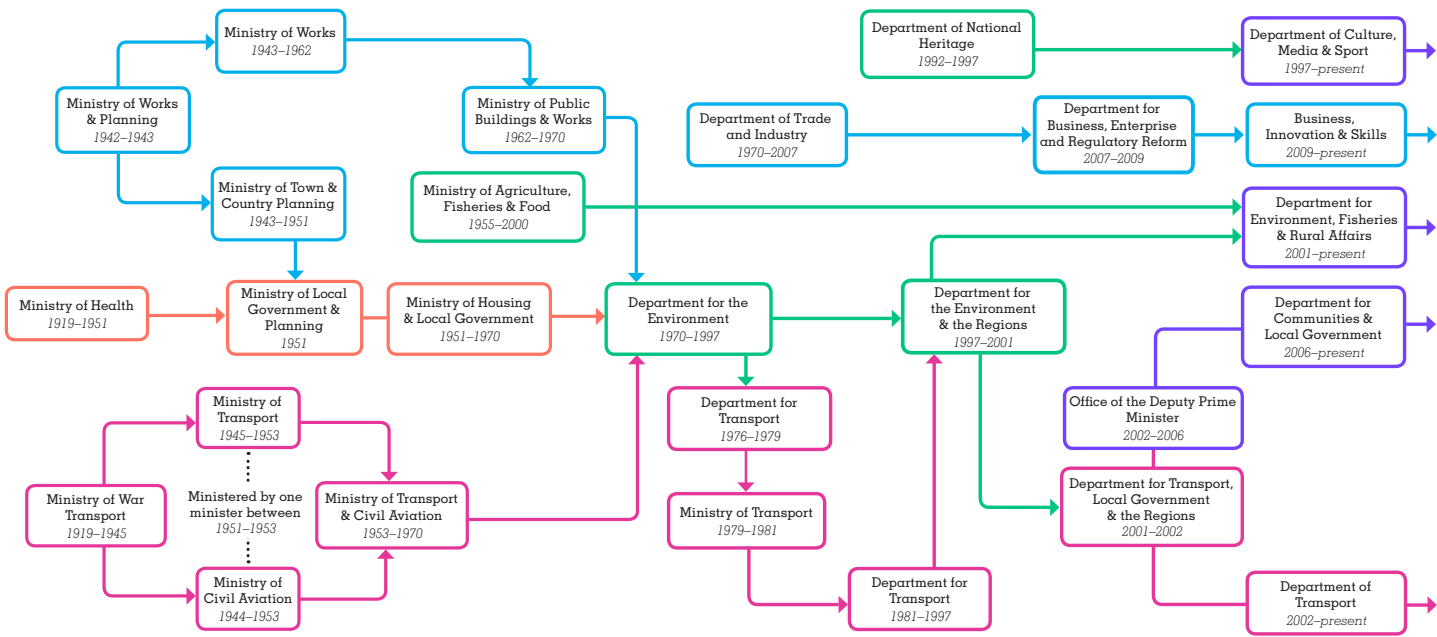 Ministry of Works
1943–1962
Department of National
Heritage
1992–1997
Department of Culture,
Media & Sport
1997–present
Ministry of Works
& Planning
1942–1943
Ministry of Public
Buildings & Works
1962–1970
Department of Trade
and Industry
1970–2007
Department for
Business, Enterprise
and Regulatory Reform
2007–2009
Business,
Innovation & Skills
2009–present
Ministry of Town &
Country Planning
1943–1951
Ministry of Agriculture,
Fisheries & Food
1955–2000
Department for
Environment, Fisheries
& Rural Affairs
2001–present
Ministry of Health
1919–1951
Ministry of Local
Government &
Planning
1951
Ministry of Housing
& Local Government
1951–1970
Department for the
Environment
1970–1997
Department for
the Environment
& the Regions
1997–2001
Department for
Communities &
Local Government
2006–present
Ministry of
Transport
1945–1953
Department for
Transport
1976–1979
Office of the Deputy Prime
Minister
2002–2006
Ministry of War
Transport
1919–1945
Ministered by one
minister between
1951–1953
Ministry of Transport
& Civil Aviation
1953–1970
Ministry of Transport
1979–1981
Department for Transport,
Local Government
& the Regions
2001–2002
Ministry of
Civil Aviation
1944–1953
Department for
Transport
1981–1997
Department of
Transport
2002–present